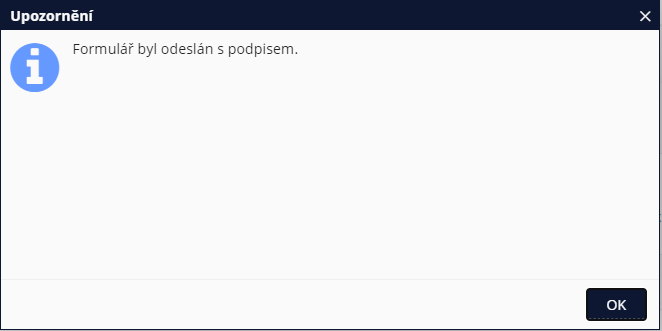 Upozornění
Formulář byl odeslán s podpisem.
OK